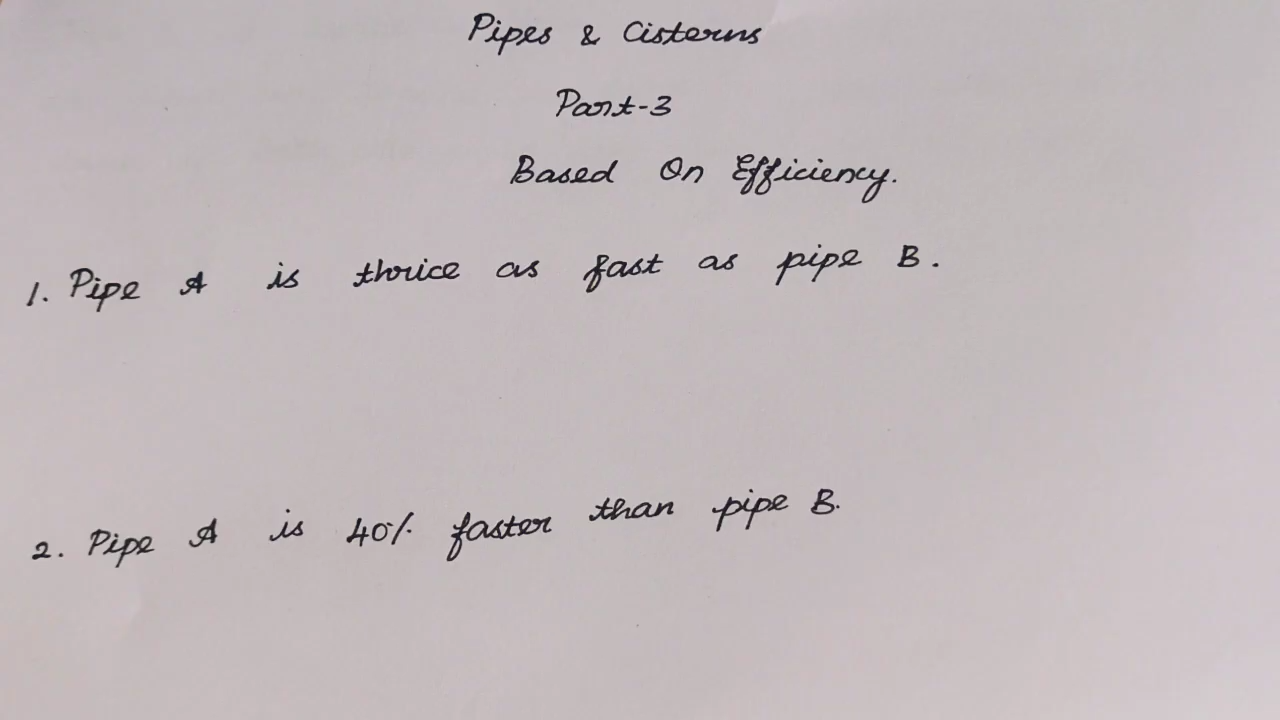 Pipes & Cisterns
Part-3
Based On Efficiency.
1. Pipe A is thrice as fast as pipe B.
2. Pipe A is 40% faster than pipe B.